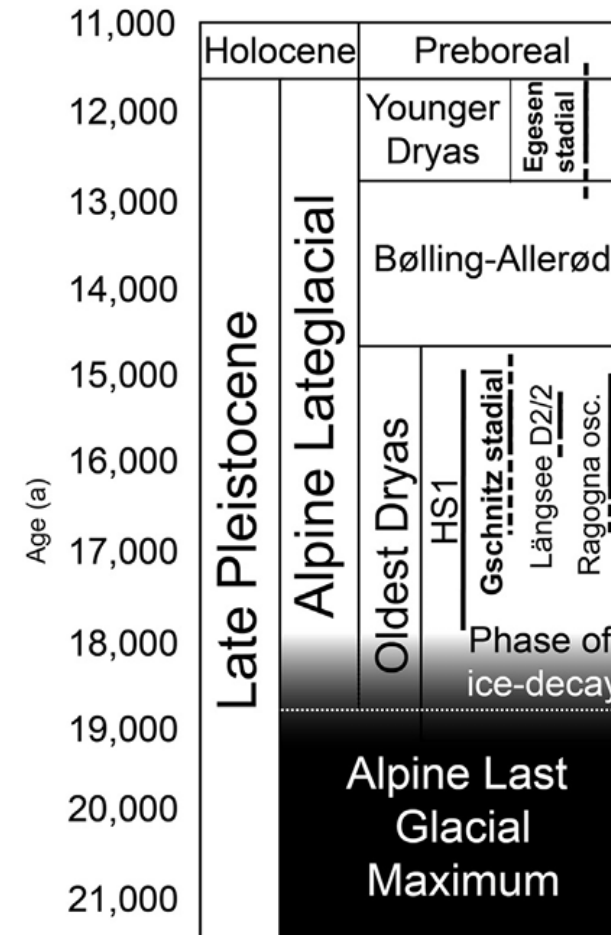 11,000
Holocene
Preboreal
12,000
Younger
Dryas
Egesen
stadial
13,000
Bølling-Allerød
14,000
15,000
16,000
17,000
18,000
19,000
20,000
21,000
Age (a)
Late Pleistocene
Alpine Lateglacial
Oldest Dryas
HS1
Gschnitz stadial
Längsee D2/2
Ragogna osc.
Phase of
ice-decay
Alpine Last
Glacial
Maximum